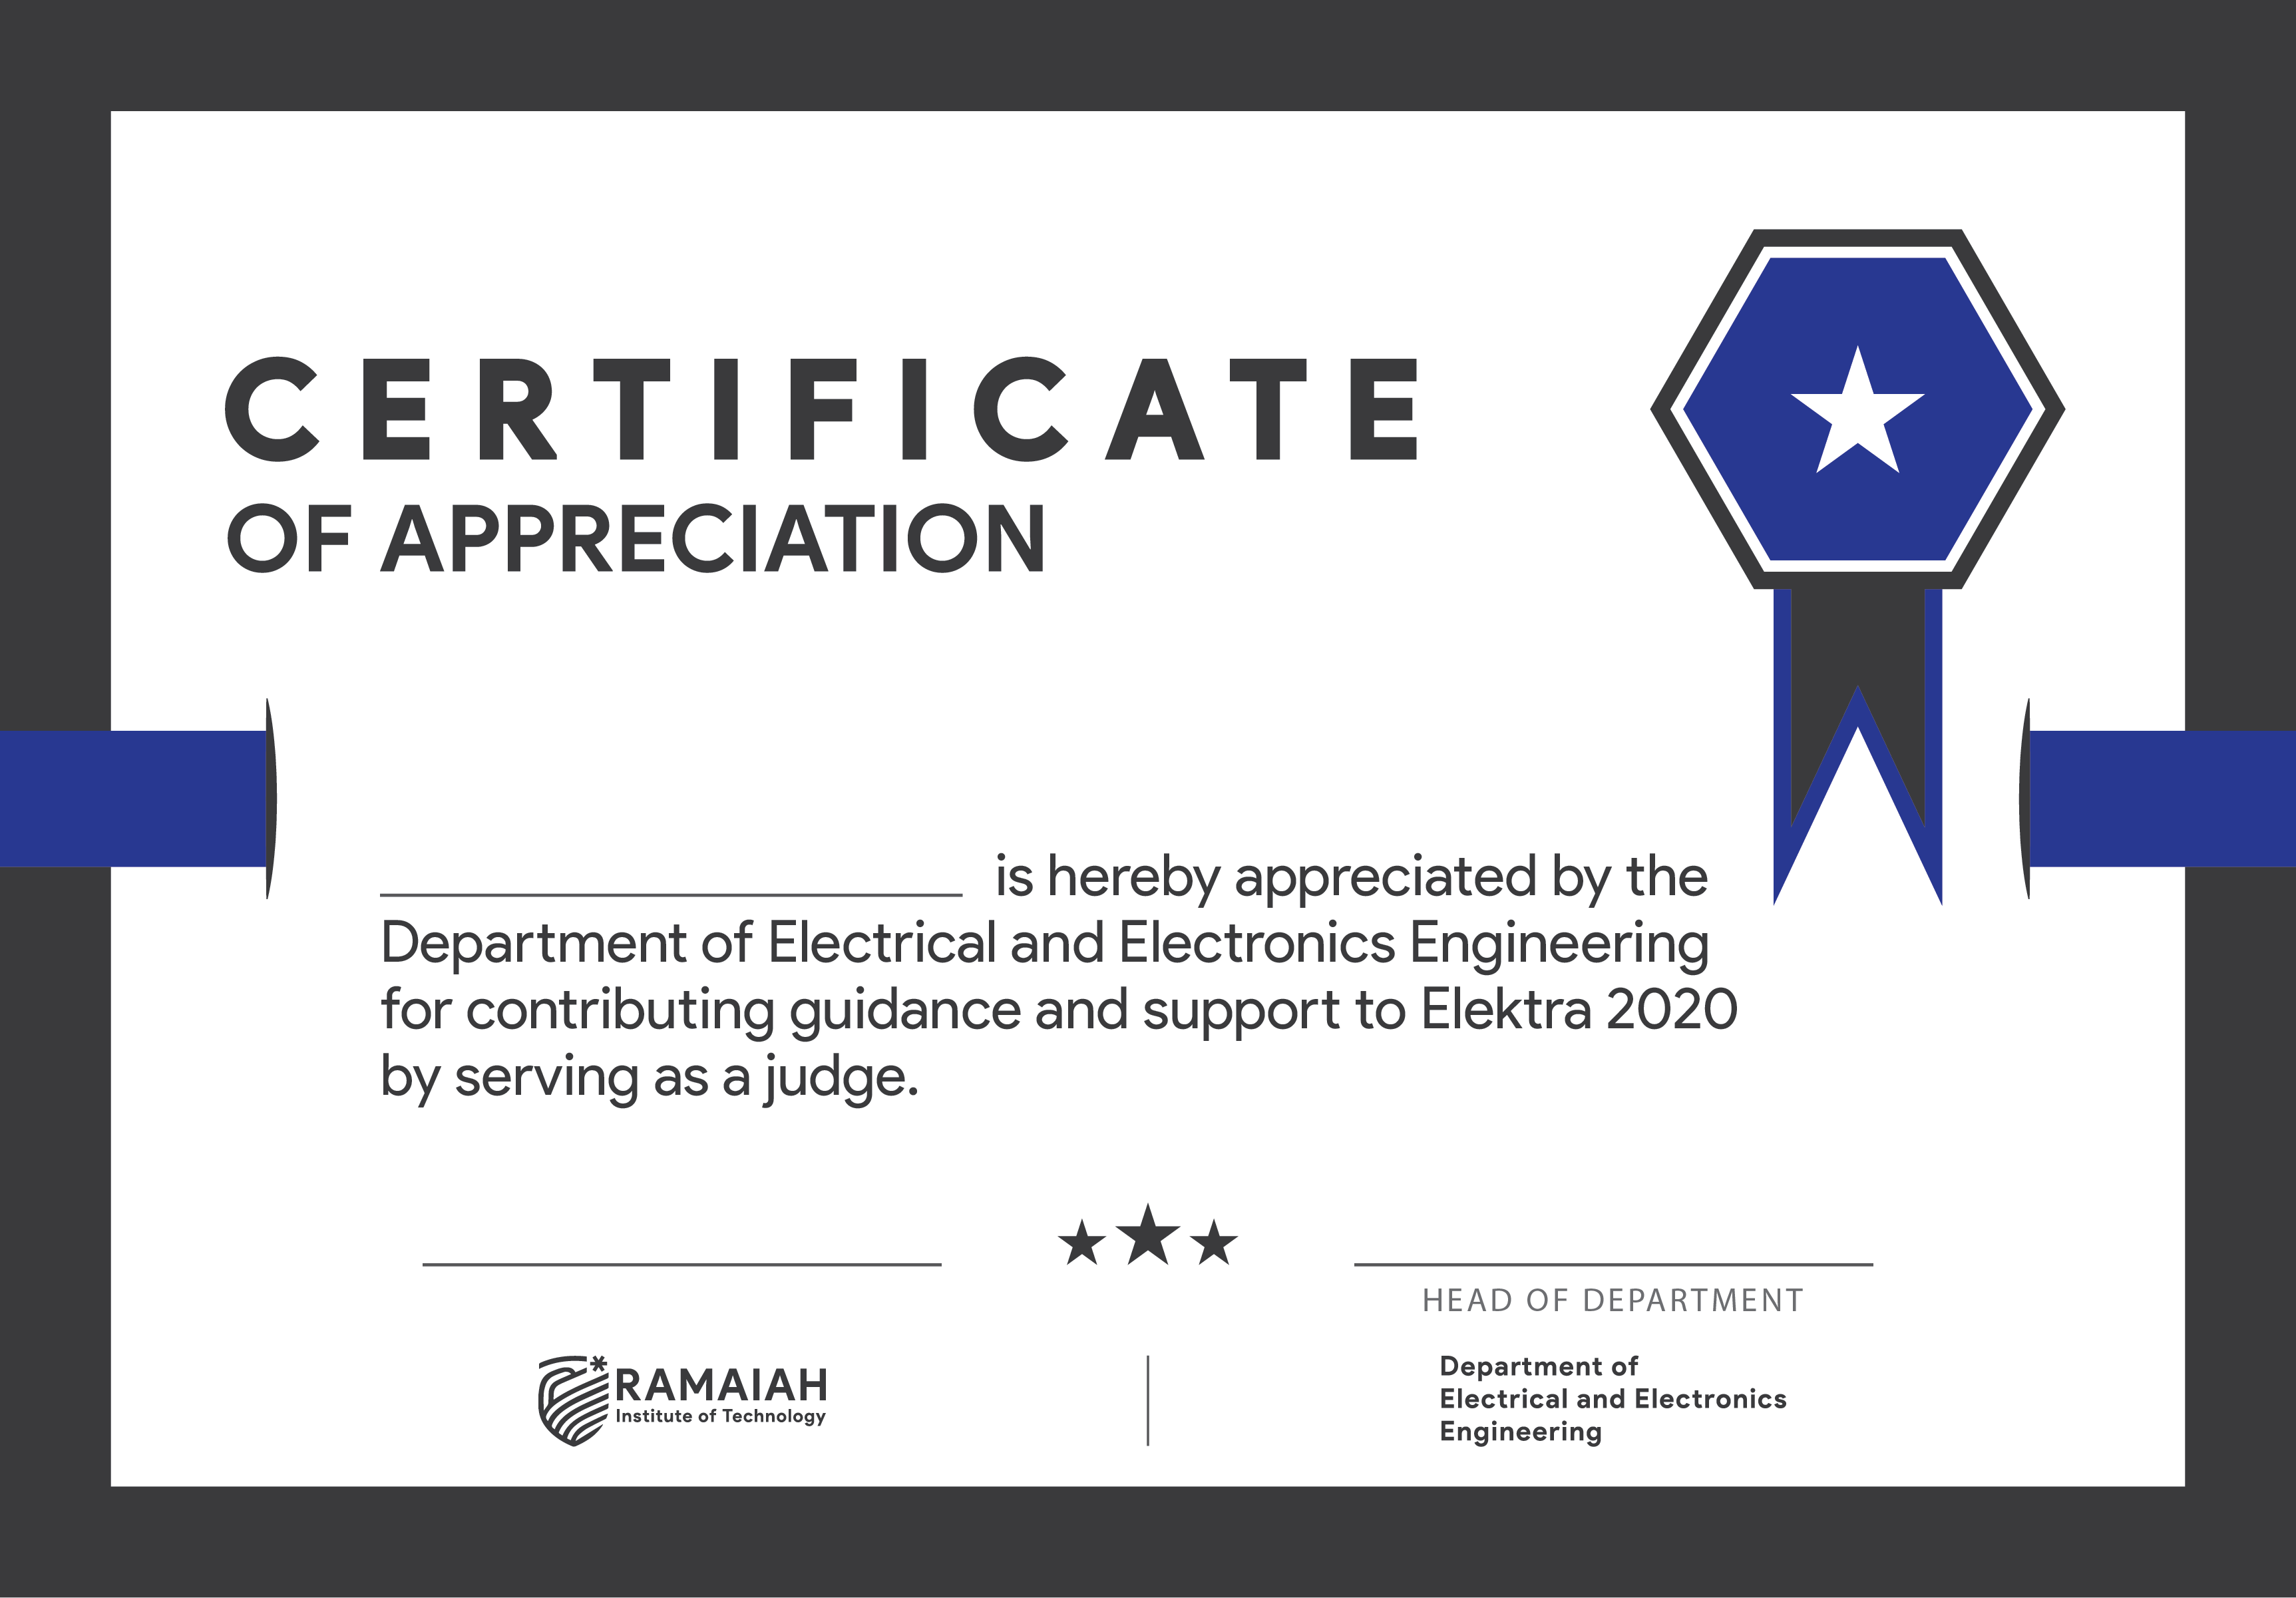 CERTIFICATE
OF APPRECIATION
is hereby appreciated by the
Department of Electrical and Electronics Engineering
for contributing guidance and support to Elektra 2020
by serving as a judge.
HEAD OF DEPARTMENT
RAMAIAH
Institute of Technology
Department of
Electrical and Electronics
Engineering